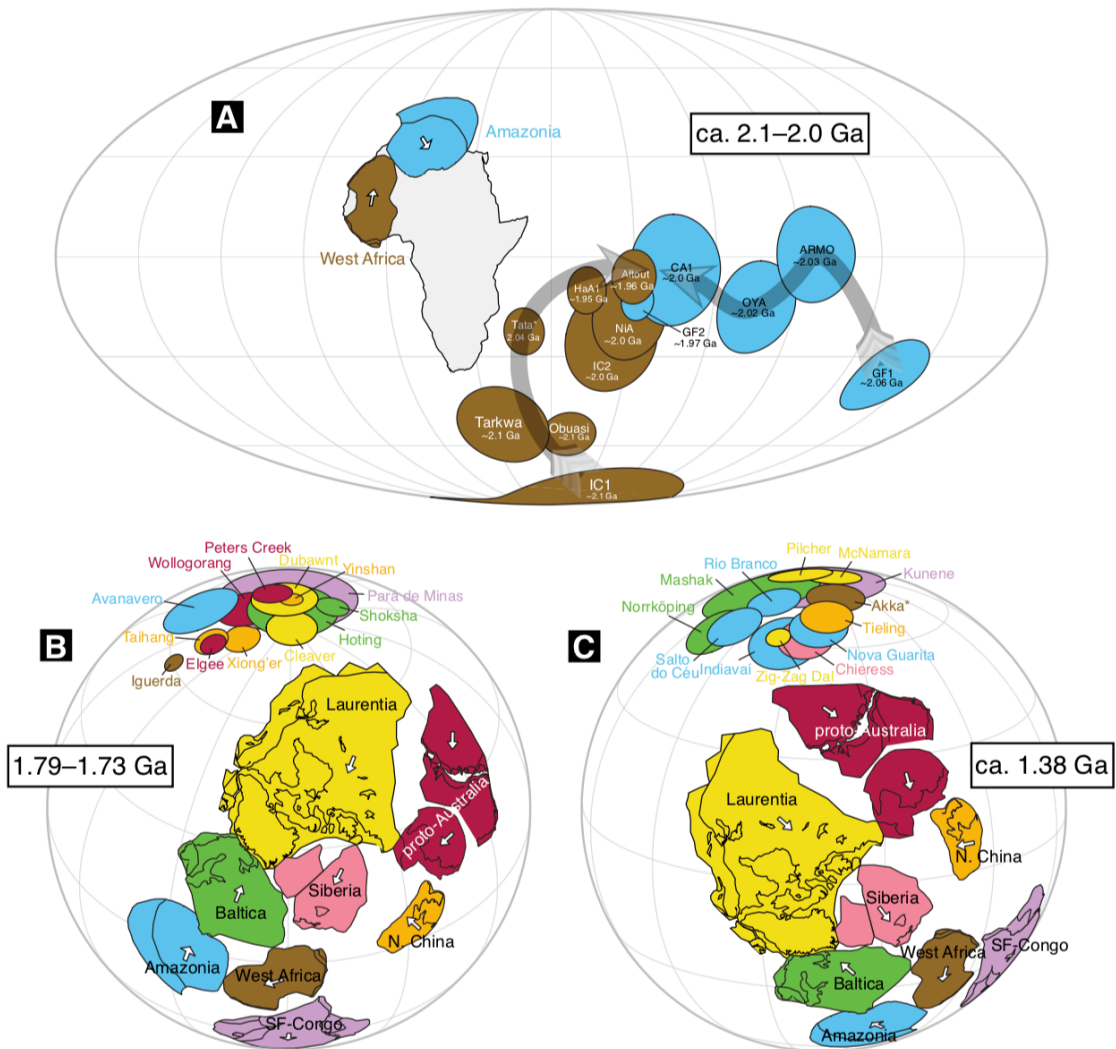 A
Amazonia
ca. 2.1–2.0 Ga
West Africa
ARMO
~2.03 Ga
CA1
~2.0 Ga
Aftout
~1.96 Ga
HaA1
~1.95 Ga
OYA
~2.02 Ga
Tata*
2.04 Ga
NiA
~2.0 Ga
GF2
~1.97 Ga
IC2
~2.0 Ga
GF1
~2.06 Ga
Tarkwa
~2.1 Ga
Obuasi
~2.1 Ga
IC1
~2.1 Ga
Peters Creek
Wollogorang
Dubawnt
Yinshan
Avanavero
Para de Minas
Shoksha
Taihang
Hoting
B
Elgee
Xiong'er
Cleaver
Iguerda
Laurentia
1.79–1.73 Ga
proto-Australia
Siberia
Baltica
N. China
Amazonia
West Africa
SF-Congo
Pilcher
McNamara
Rio Branco
Kunene
Mashak
Norrköping
Akka*
Tieling
C
Salto
do Céu
Indiavaí
Nova Guarita
Chieress
Zig-Zag Dal
proto-Australia
ca. 1.38 Ga
Laurentia
N. China
Siberia
West Africa
SF-Congo
Baltica
Amazonia